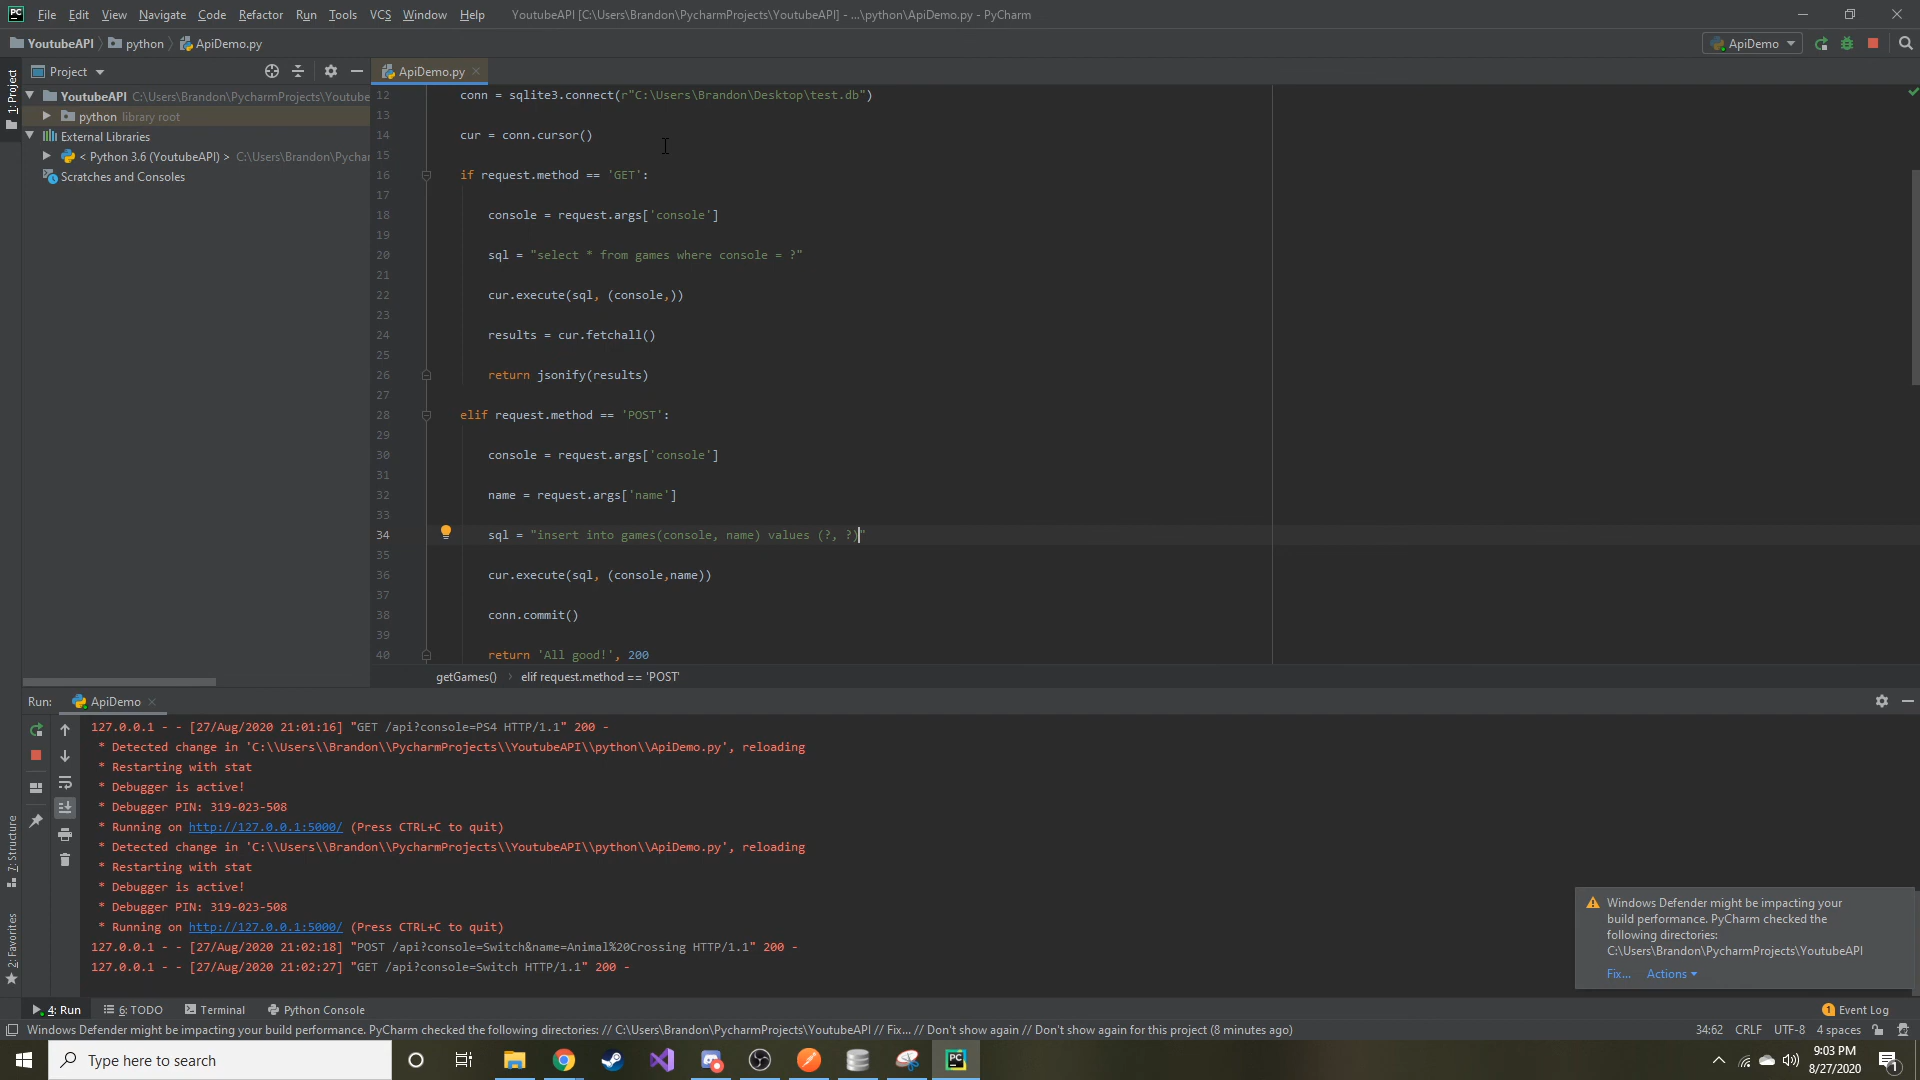 PC File Edit View Navigate Code Refactor Run Tools VCS Window Help YoutubeAPI [C:\Users\Brandon\PycharmProjects\YoutubeAPI] - ...\python\ApiDemo.py - PyCharm
YoutubeAPI python ApiDemo.py ApiDemo
Project ApiDemo.py
1: Project
YoutubeAPI C:\Users\Brandon\PycharmProjects\Youtube
python library root
External Libraries
< Python 3.6 (YoutubeAPI) > C:\Users\Brandon\Pychar
Scratches and Consoles
12 conn = sqlite3.connect(r"C:\Users\Brandon\Desktop\test.db")
13
14 cur = conn.cursor()
15
16 if request.method == 'GET':
17
18 console = request.args['console']
19
20 sql = "select * from games where console = ?"
21
22 cur.execute(sql, (console,))
23
24 results = cur.fetchall()
25
26 return jsonify(results)
27
28 elif request.method == 'POST':
29
30 console = request.args['console']
31
32 name = request.args['name']
33
34 sql = "insert into games(console, name) values (?, ?)"
35
36 cur.execute(sql, (console,name))
37
38 conn.commit()
39
40 return 'All good!', 200
getGames() elif request.method == 'POST'
Run: ApiDemo
127.0.0.1 - - [27/Aug/2020 21:01:16] "GET /api?console=PS4 HTTP/1.1" 200 -
* Detected change in 'C:\\Users\\Brandon\\PycharmProjects\\YoutubeAPI\\python\\ApiDemo.py', reloading
* Restarting with stat
* Debugger is active!
* Debugger PIN: 319-023-508
* Running on http://127.0.0.1:5000/ (Press CTRL+C to quit)
* Detected change in 'C:\\Users\\Brandon\\PycharmProjects\\YoutubeAPI\\python\\ApiDemo.py', reloading
* Restarting with stat
* Debugger is active!
* Debugger PIN: 319-023-508
* Running on http://127.0.0.1:5000/ (Press CTRL+C to quit)
127.0.0.1 - - [27/Aug/2020 21:02:18] "POST /api?console=Switch&name=Animal%20Crossing HTTP/1.1" 200 -
127.0.0.1 - - [27/Aug/2020 21:02:27] "GET /api?console=Switch HTTP/1.1" 200 -
7: Structure
2: Favorites
Windows Defender might be impacting your
build performance. PyCharm checked the
following directories:
C:\Users\Brandon\PycharmProjects\YoutubeAPI
Fix... Actions
4: Run 6: TODO Terminal Python Console 1 Event Log
Windows Defender might be impacting your build performance. PyCharm checked the following directories: // C:\Users\Brandon\PycharmProjects\YoutubeAPI // Fix... // Don't show again // Don't show again for this project (8 minutes ago) 34:62 CRLF UTF-8 4 spaces
Type here to search PC 9:03 PM
8/27/2020 1